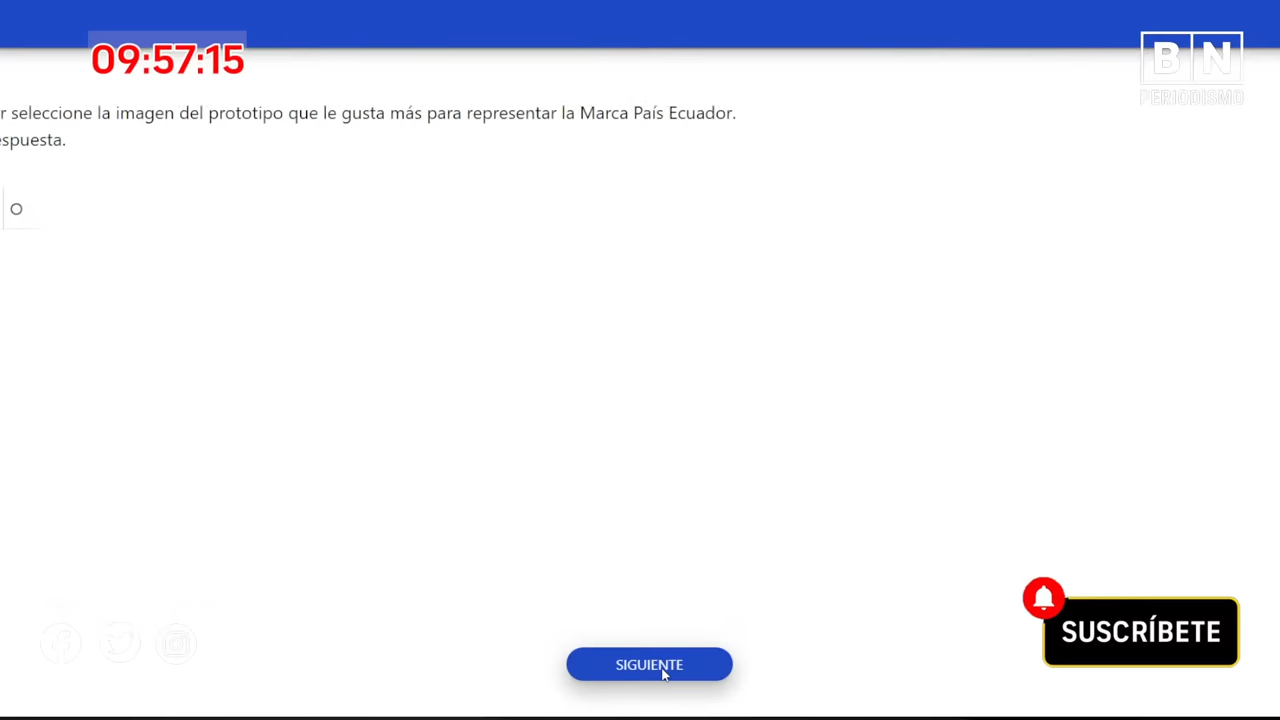 09:57:15
BN
PERIODISMO
r seleccione la imagen del prototipo que le gusta más para representar la Marca País Ecuador.
espuesta.
SUSCRÍBETE
SIGUIENTE